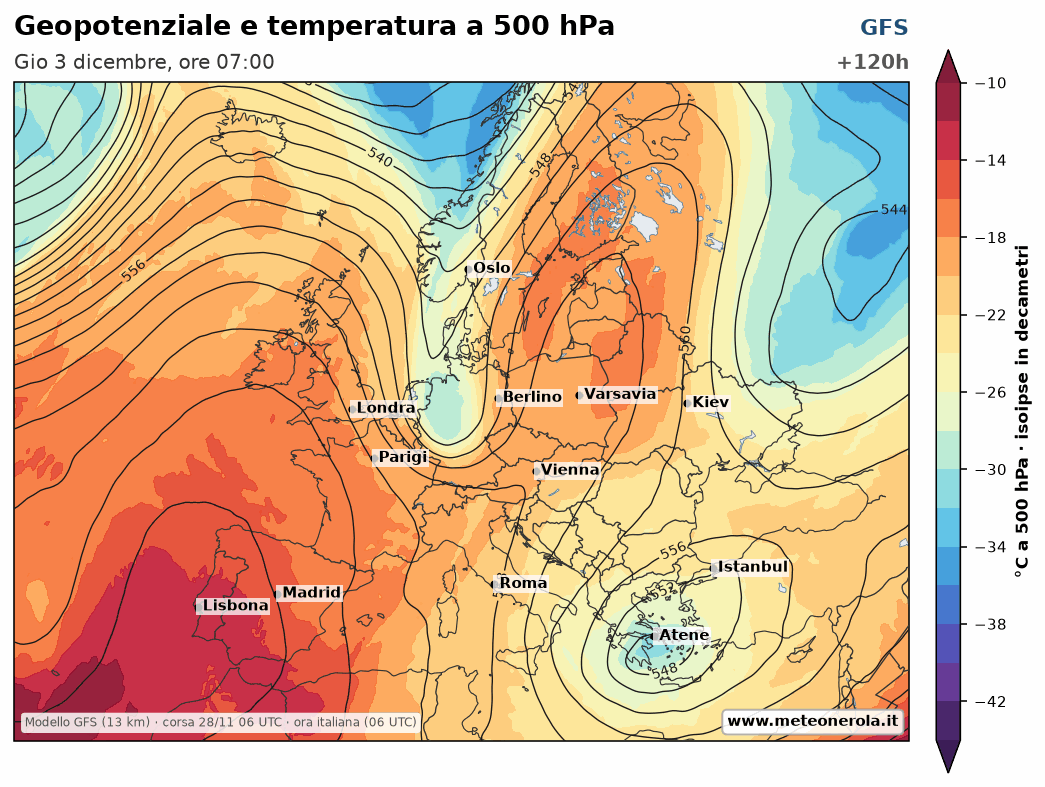 Geopotenziale e temperatura a 500 hPa
GFS
Gio 3 dicembre, ore 07:00
+120h
540
548
544
556
560
Oslo
Londra
Berlino
Varsavia
Kiev
Parigi
Vienna
556
Istanbul
552
Roma
Madrid
Lisbona
Atene
548
Modello GFS (13 km) · corsa 28/11 06 UTC · ora italiana (06 UTC)
www.meteonerola.it
−10
−14
−18
−22
−26
−30
−34
−38
−42
°C a 500 hPa · isoipse in decametri